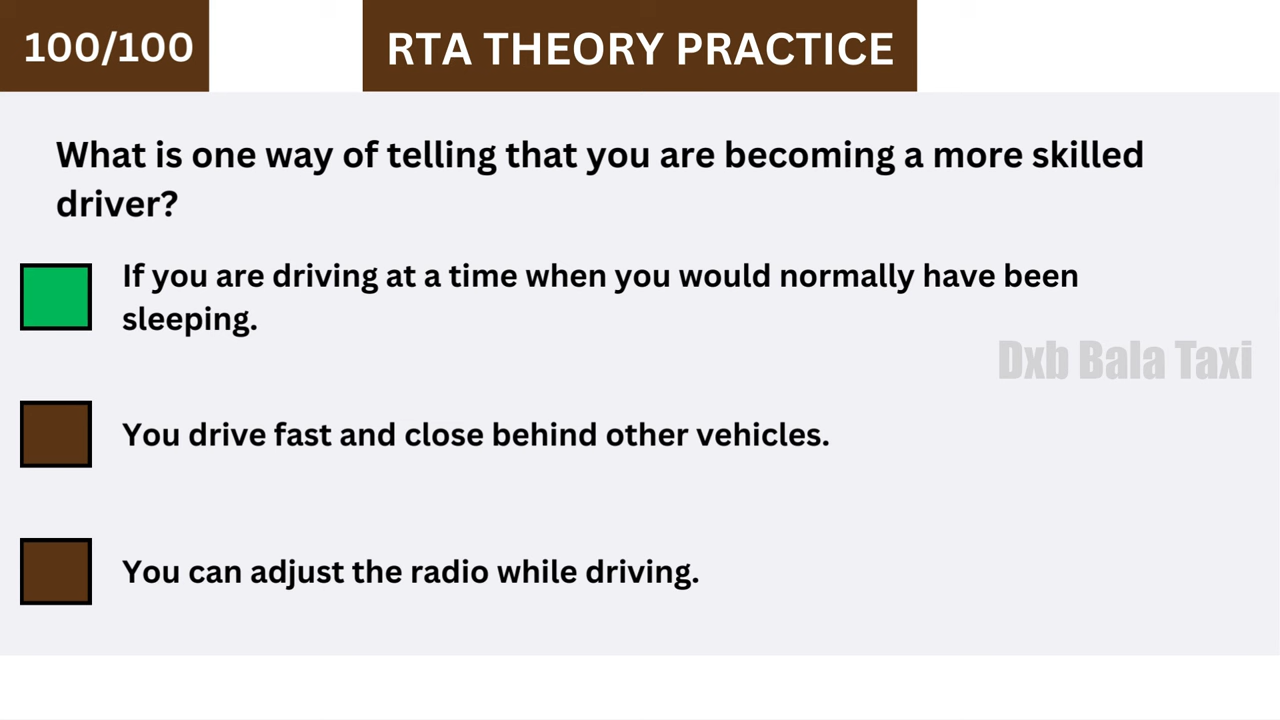 100/100
RTA THEORY PRACTICE
What is one way of telling that you are becoming a more skilled
driver?
If you are driving at a time when you would normally have been
sleeping.
Dxb Bala Taxi
You drive fast and close behind other vehicles.
You can adjust the radio while driving.